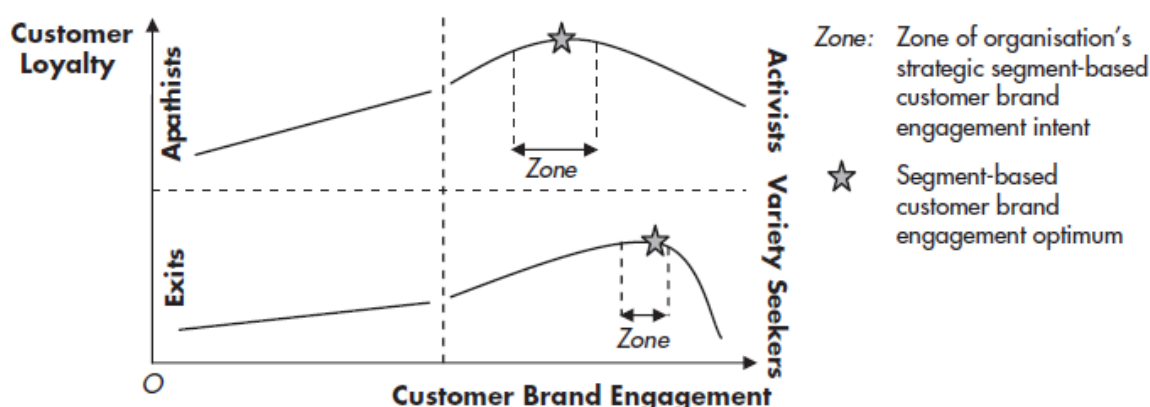 Customer
Loyalty
Apathists
Zone
Activists
Exits
Zone
Variety Seekers
O
Customer Brand Engagement
Zone: Zone of organisation's
strategic segment-based
customer brand
engagement intent
Segment-based
customer brand
engagement optimum